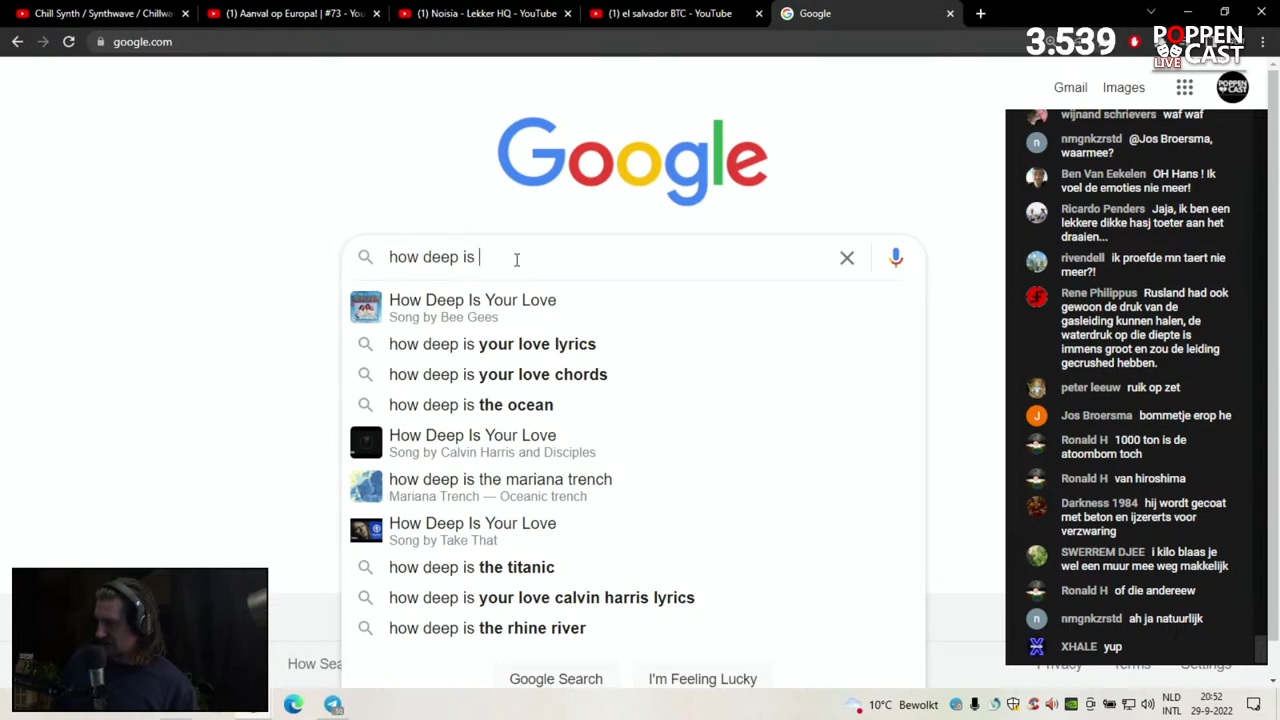 Chill Synth / Synthwave / Chillw
(1) Aanval op Europa! | #73 - You
(1) Noisia - Lekker HQ - YouTube
(1) el salvador BTC - YouTube
Google
google.com
3.539
POPPEN
CAST
LIVE
Gmail
Images
POPPEN
CAST
Google
how deep is
How Deep Is Your Love
Song by Bee Gees
how deep is your love lyrics
how deep is your love chords
how deep is the ocean
How Deep Is Your Love
Song by Calvin Harris and Disciples
how deep is the mariana trench
Mariana Trench — Oceanic trench
How Deep Is Your Love
Song by Take That
how deep is the titanic
how deep is your love calvin harris lyrics
how deep is the rhine river
How Sea
Google Search
I'm Feeling Lucky
Privacy
Terms
Settings
wijnand schrievers waf waf
nmgnkzrstd @Jos Broersma,
waarmee?
Ben Van Eekelen OH Hans ! Ik
voel de emoties nie meer!
Ricardo Penders Jaja, ik ben een
lekkere dikke hasj toeter aan het
draaien...
rivendell ik proefde mn taert nie
meer?!
Rene Philippus Rusland had ook
gewoon de druk van de
gasleiding kunnen halen, de
waterdruk op die diepte is
immens groot en zou de leiding
gecrushed hebben.
peter leeuw ruik op zet
Jos Broersma bommetje erop he
Ronald H 1000 ton is de
atoombom toch
Ronald H van hiroshima
Darkness 1984 hij wordt gecoat
met beton en ijzererts voor
verzwaring
SWERREM DJEE i kilo blaas je
wel een muur mee weg makkelijk
Ronald H of die andereew
nmgnkzrstd ah ja natuurlijk
XHALE yup
10°C Bewolkt
NLD
INTL
20:52
29-9-2022